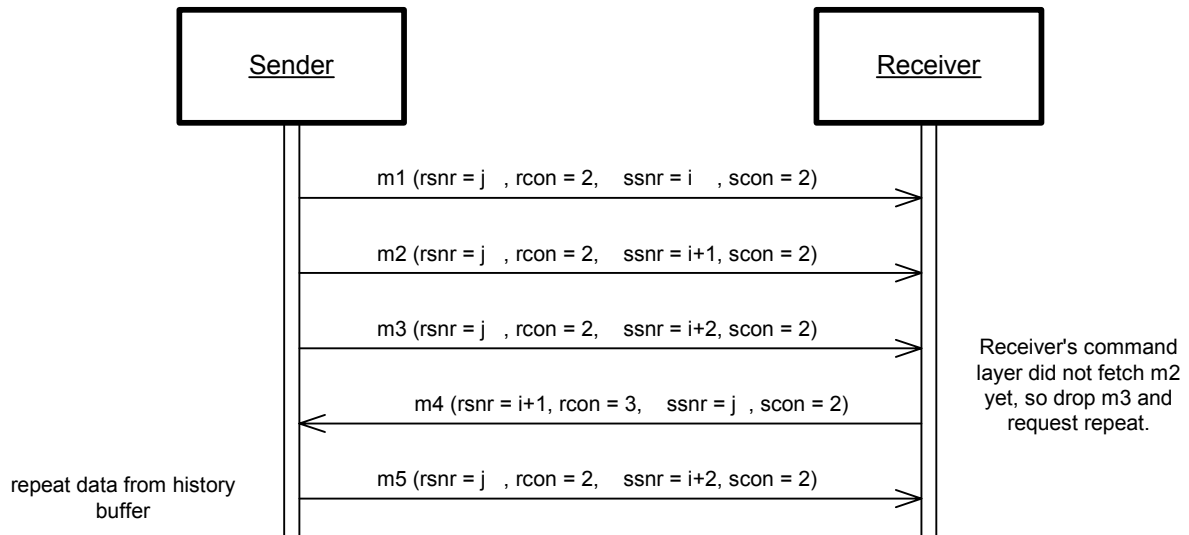 Sender
Receiver
m1 (rsnr = j , rcon = 2, ssnr = i , scon = 2)
m2 (rsnr = j , rcon = 2, ssnr = i+1, scon = 2)
m3 (rsnr = j , rcon = 2, ssnr = i+2, scon = 2)
Receiver's command
layer did not fetch m2
yet, so drop m3 and
request repeat.
m4 (rsnr = i+1, rcon = 3, ssnr = j , scon = 2)
m5 (rsnr = j , rcon = 2, ssnr = i+2, scon = 2)
repeat data from history
buffer